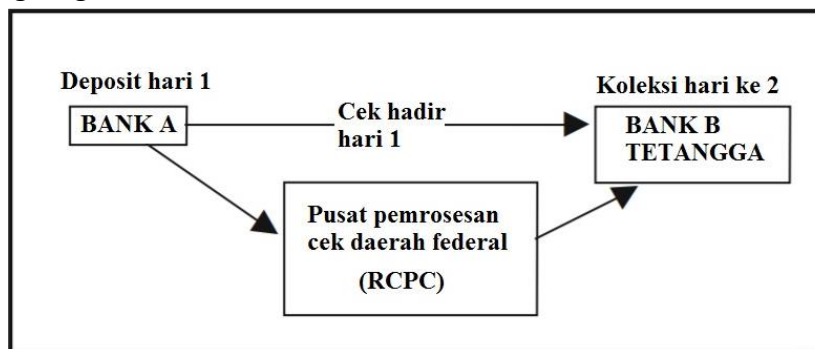 Deposit hari 1
Koleksi hari ke 2
BANK A
Cek hadir
hari 1
BANK B
TETANGGA
Pusat pemrosesan
cek daerah federal
(RCPC)